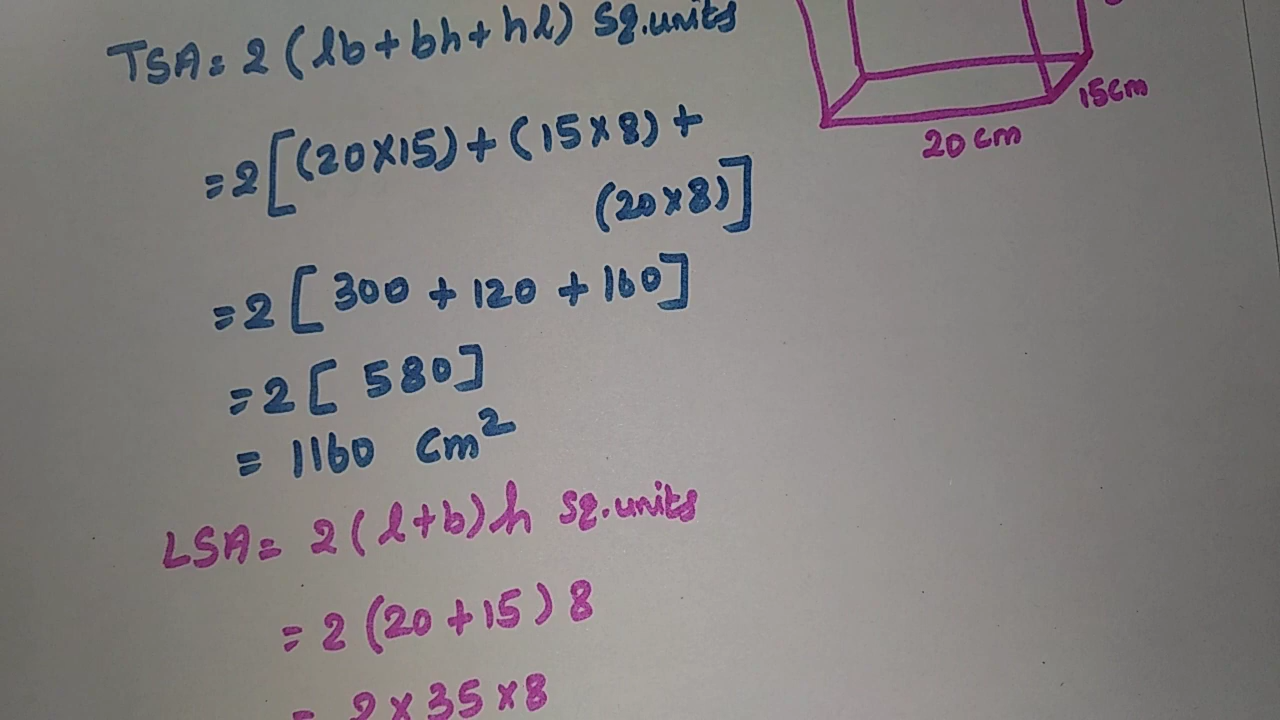 TSA = 2 (lb + bh + hl) Sq.units
= 2 [(20×15) + (15×8) +
(20×8)]
= 2 [300 + 120 + 160]
= 2 [580]
= 1160 cm²
LSA = 2 (l+b) h Sq.units
= 2 (20 + 15) 8
= 2 × 35 × 8
15cm
20 cm